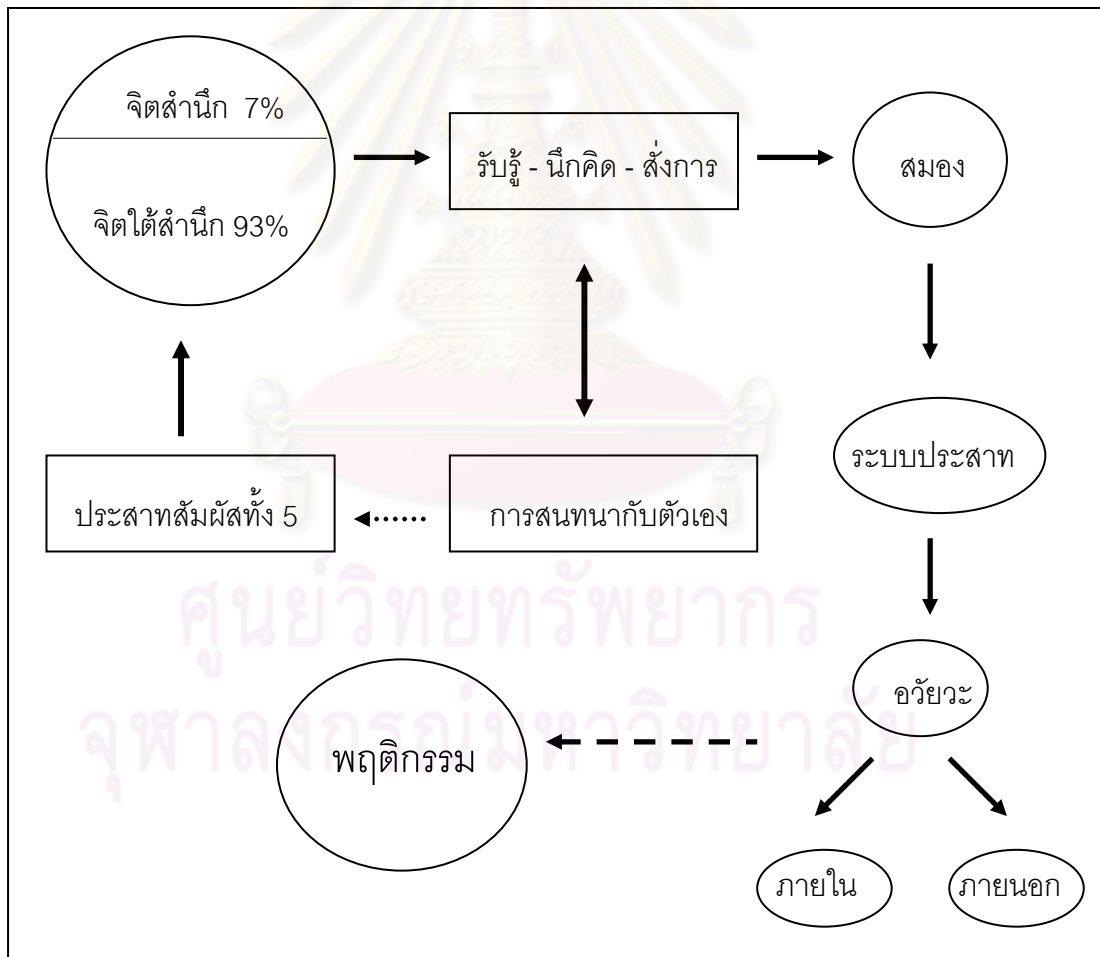 จิตสำนึก 7%
จิตใต้สำนึก 93%
รับรู้ - นึกคิด - สั่งการ
สมอง
ประสาทสัมผัสทั้ง 5
การสนทนากับตัวเอง
ระบบประสาท
อวัยวะ
พฤติกรรม
ภายใน
ภายนอก
ศูนย์วิทยทรัพยากร
จุฬาลงกรณ์มหาวิทยาลัย